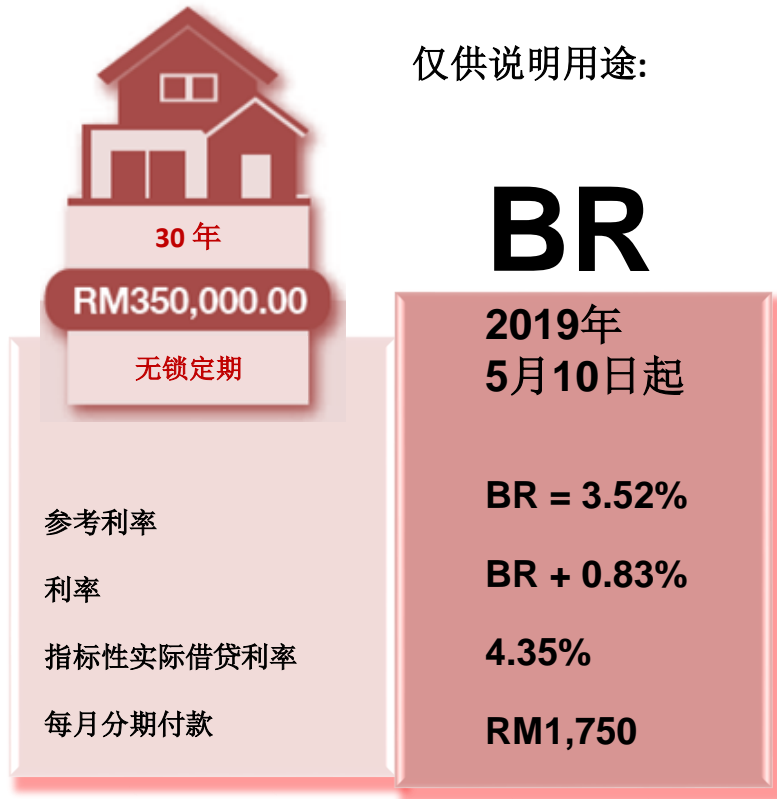 仅供说明用途:
30 年
RM350,000.00
无锁定期
BR
2019年
5月10日起
参考利率
BR = 3.52%
利率
BR + 0.83%
指标性实际借贷利率
4.35%
每月分期付款
RM1,750